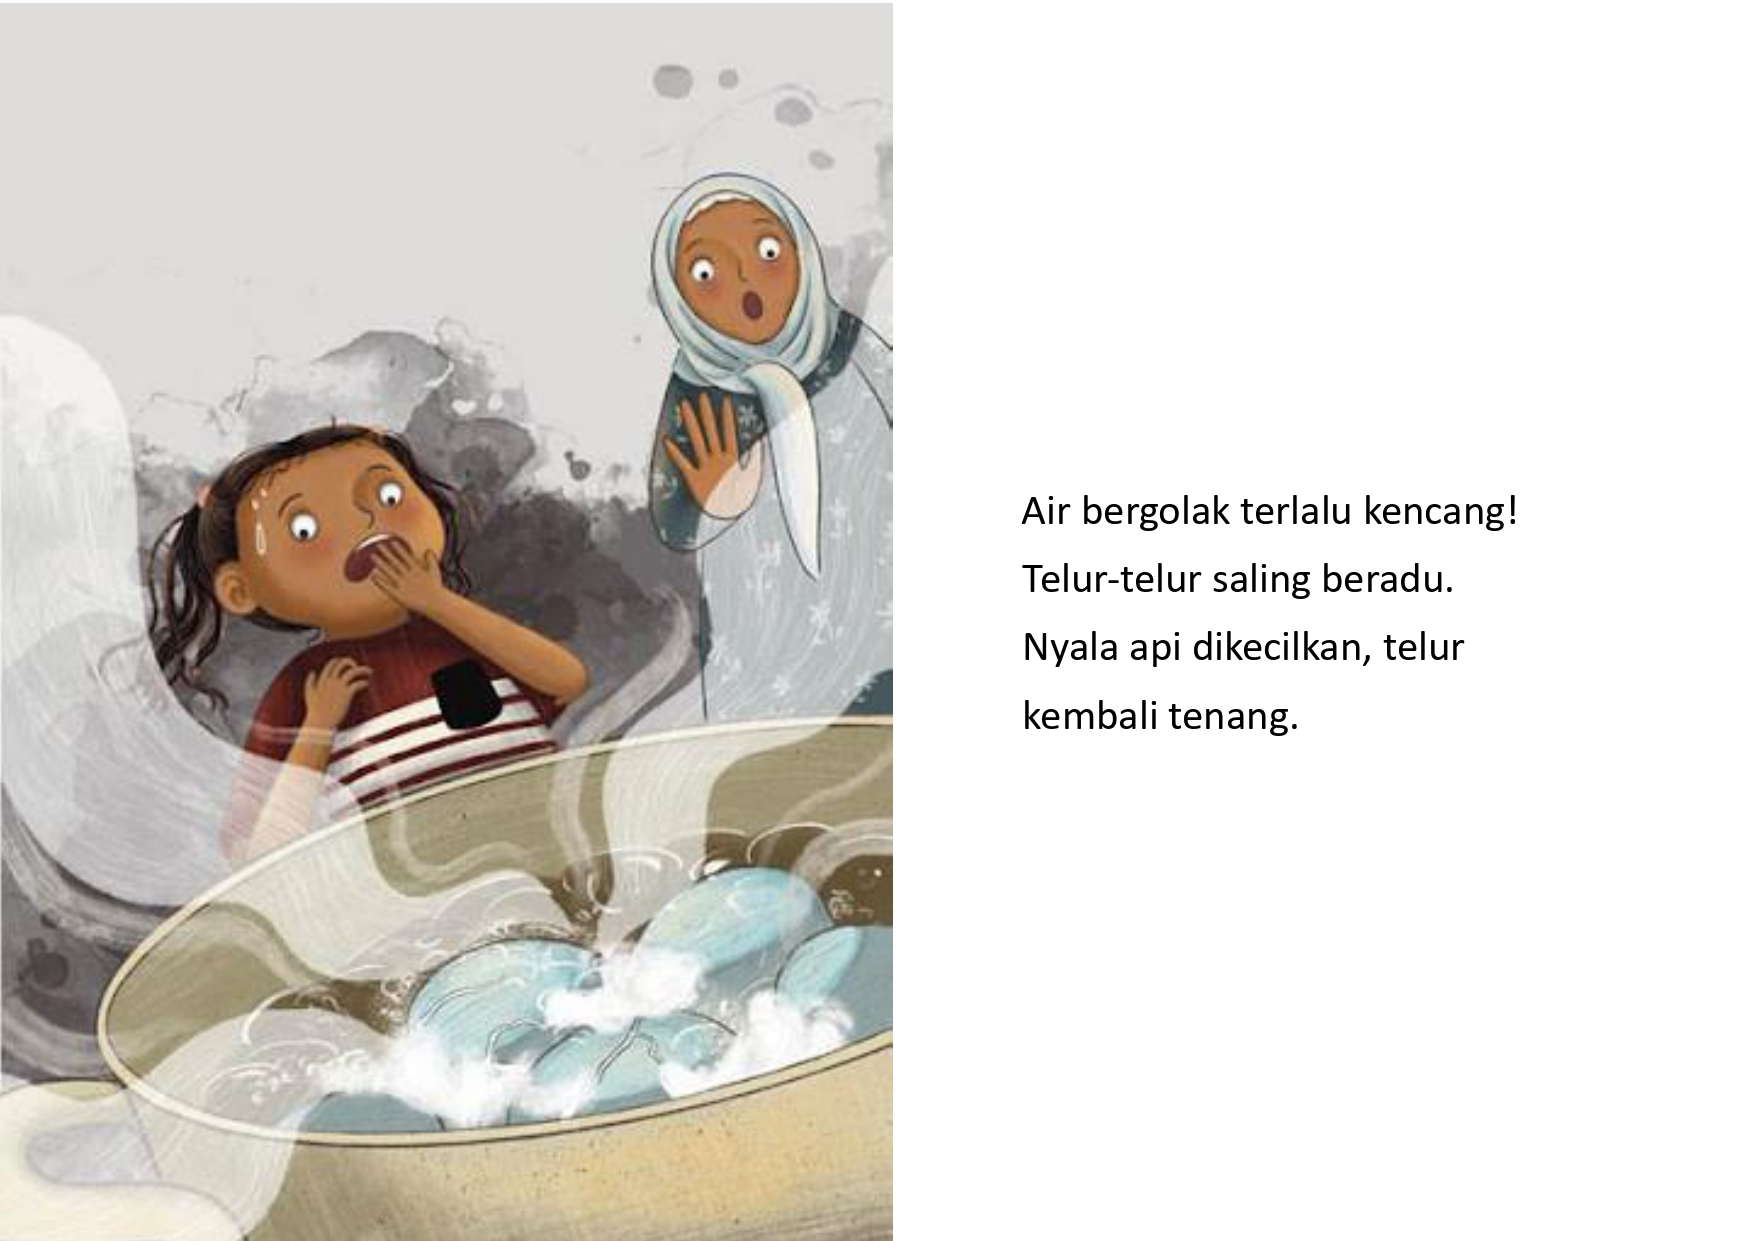 Air bergolak terlalu kencang!
Telur-telur saling beradu.
Nyala api dikecilkan, telur
kembali tenang.